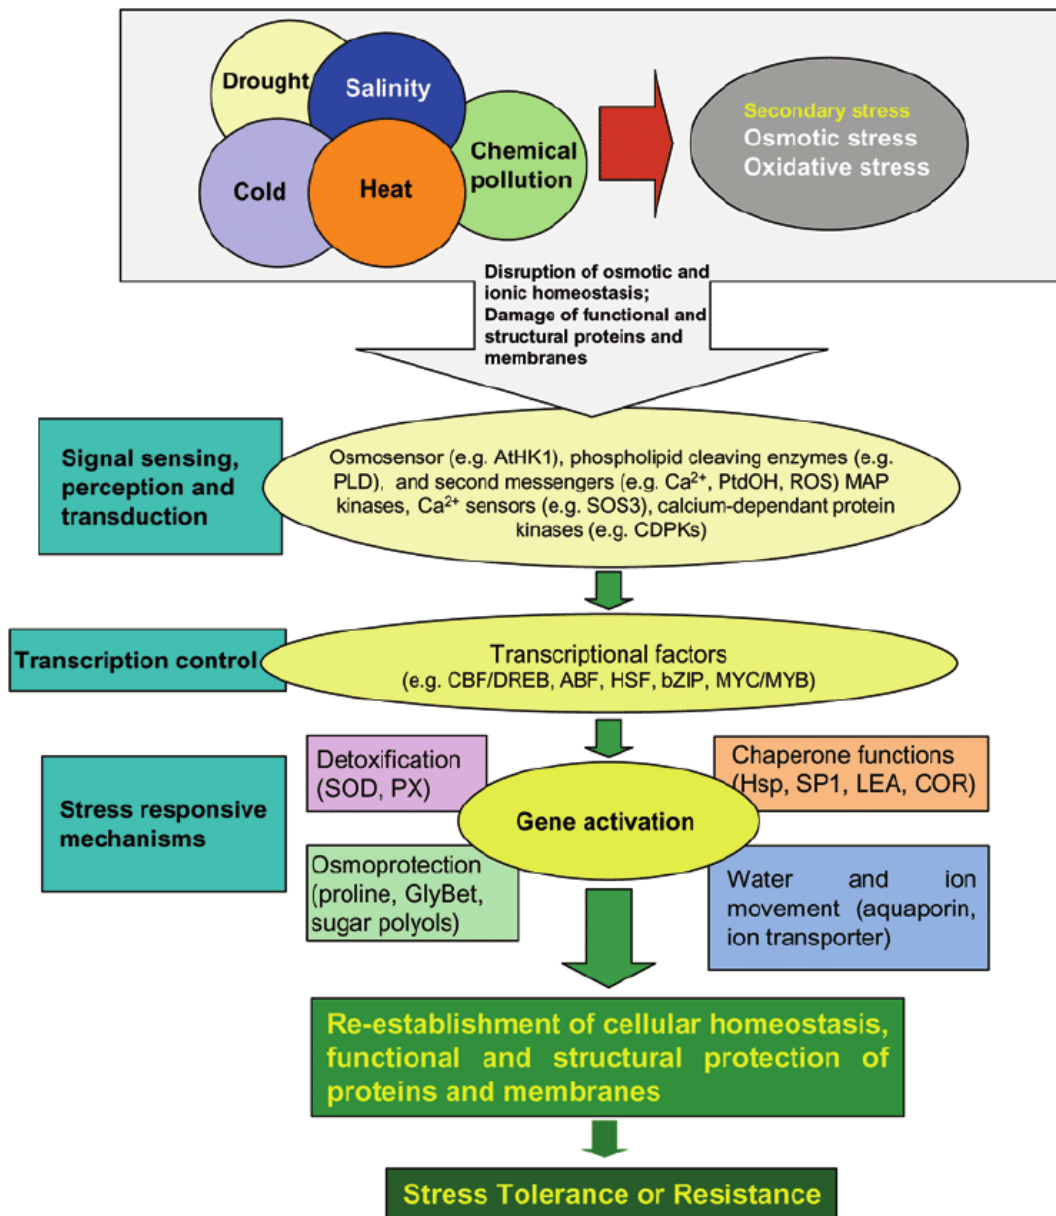 Drought
Salinity
Cold
Heat
Chemical
pollution
Secondary stress
Osmotic stress
Oxidative stress
Disruption of osmotic and
ionic homeostasis;
Damage of functional and
structural proteins and
membranes
Signal sensing,
perception and
transduction
Osmosensor (e.g. AtHK1), phospholipid cleaving enzymes (e.g.
PLD), and second messengers (e.g. Ca²⁺, PtdOH, ROS) MAP
kinases, Ca²⁺ sensors (e.g. SOS3), calcium-dependant protein
kinases (e.g. CDPKs)
Transcription control
Transcriptional factors
(e.g. CBF/DREB, ABF, HSF, bZIP, MYC/MYB)
Stress responsive
mechanisms
Detoxification
(SOD, PX)
Chaperone functions
(Hsp, SP1, LEA, COR)
Gene activation
Osmoprotection
(proline, GlyBet,
sugar polyols)
Water and ion
movement (aquaporin,
ion transporter)
Re-establishment of cellular homeostasis,
functional and structural protection of
proteins and membranes
Stress Tolerance or Resistance